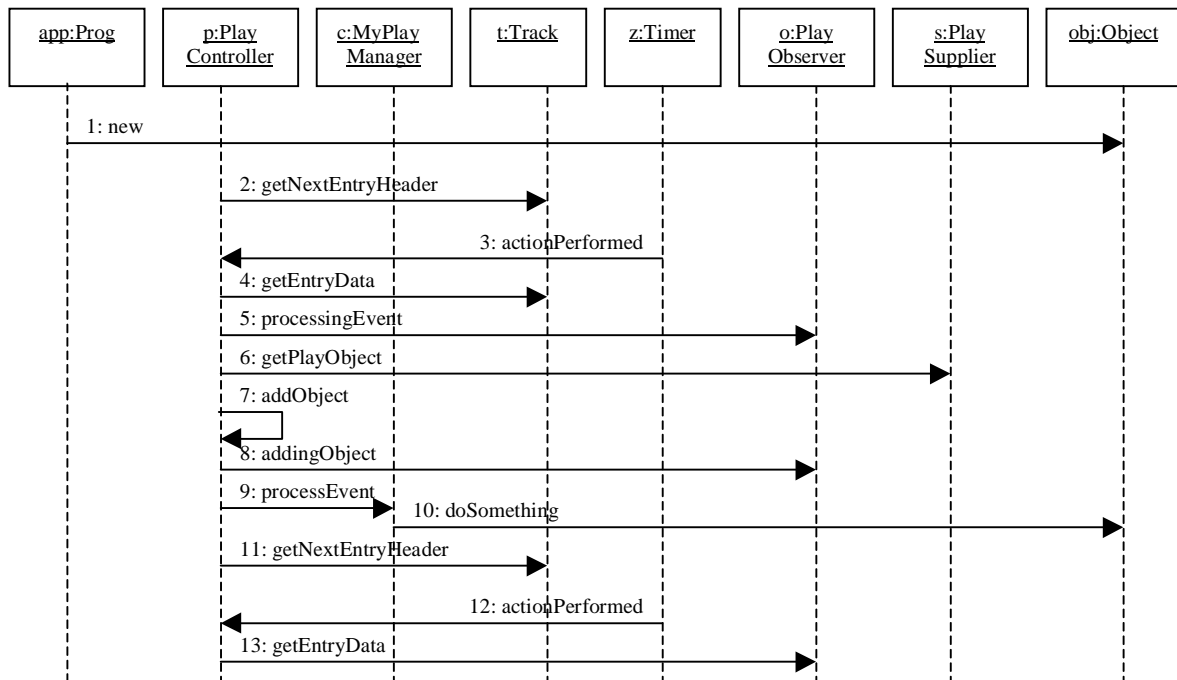 app:Prog
p:Play
Controller
c:MyPlay
Manager
t:Track
z:Timer
o:Play
Observer
s:Play
Supplier
obj:Object
1: new
2: getNextEntryHeader
3: actionPerformed
4: getEntryData
5: processingEvent
6: getPlayObject
7: addObject
8: addingObject
9: processEvent
10: doSomething
11: getNextEntryHeader
12: actionPerformed
13: getEntryData